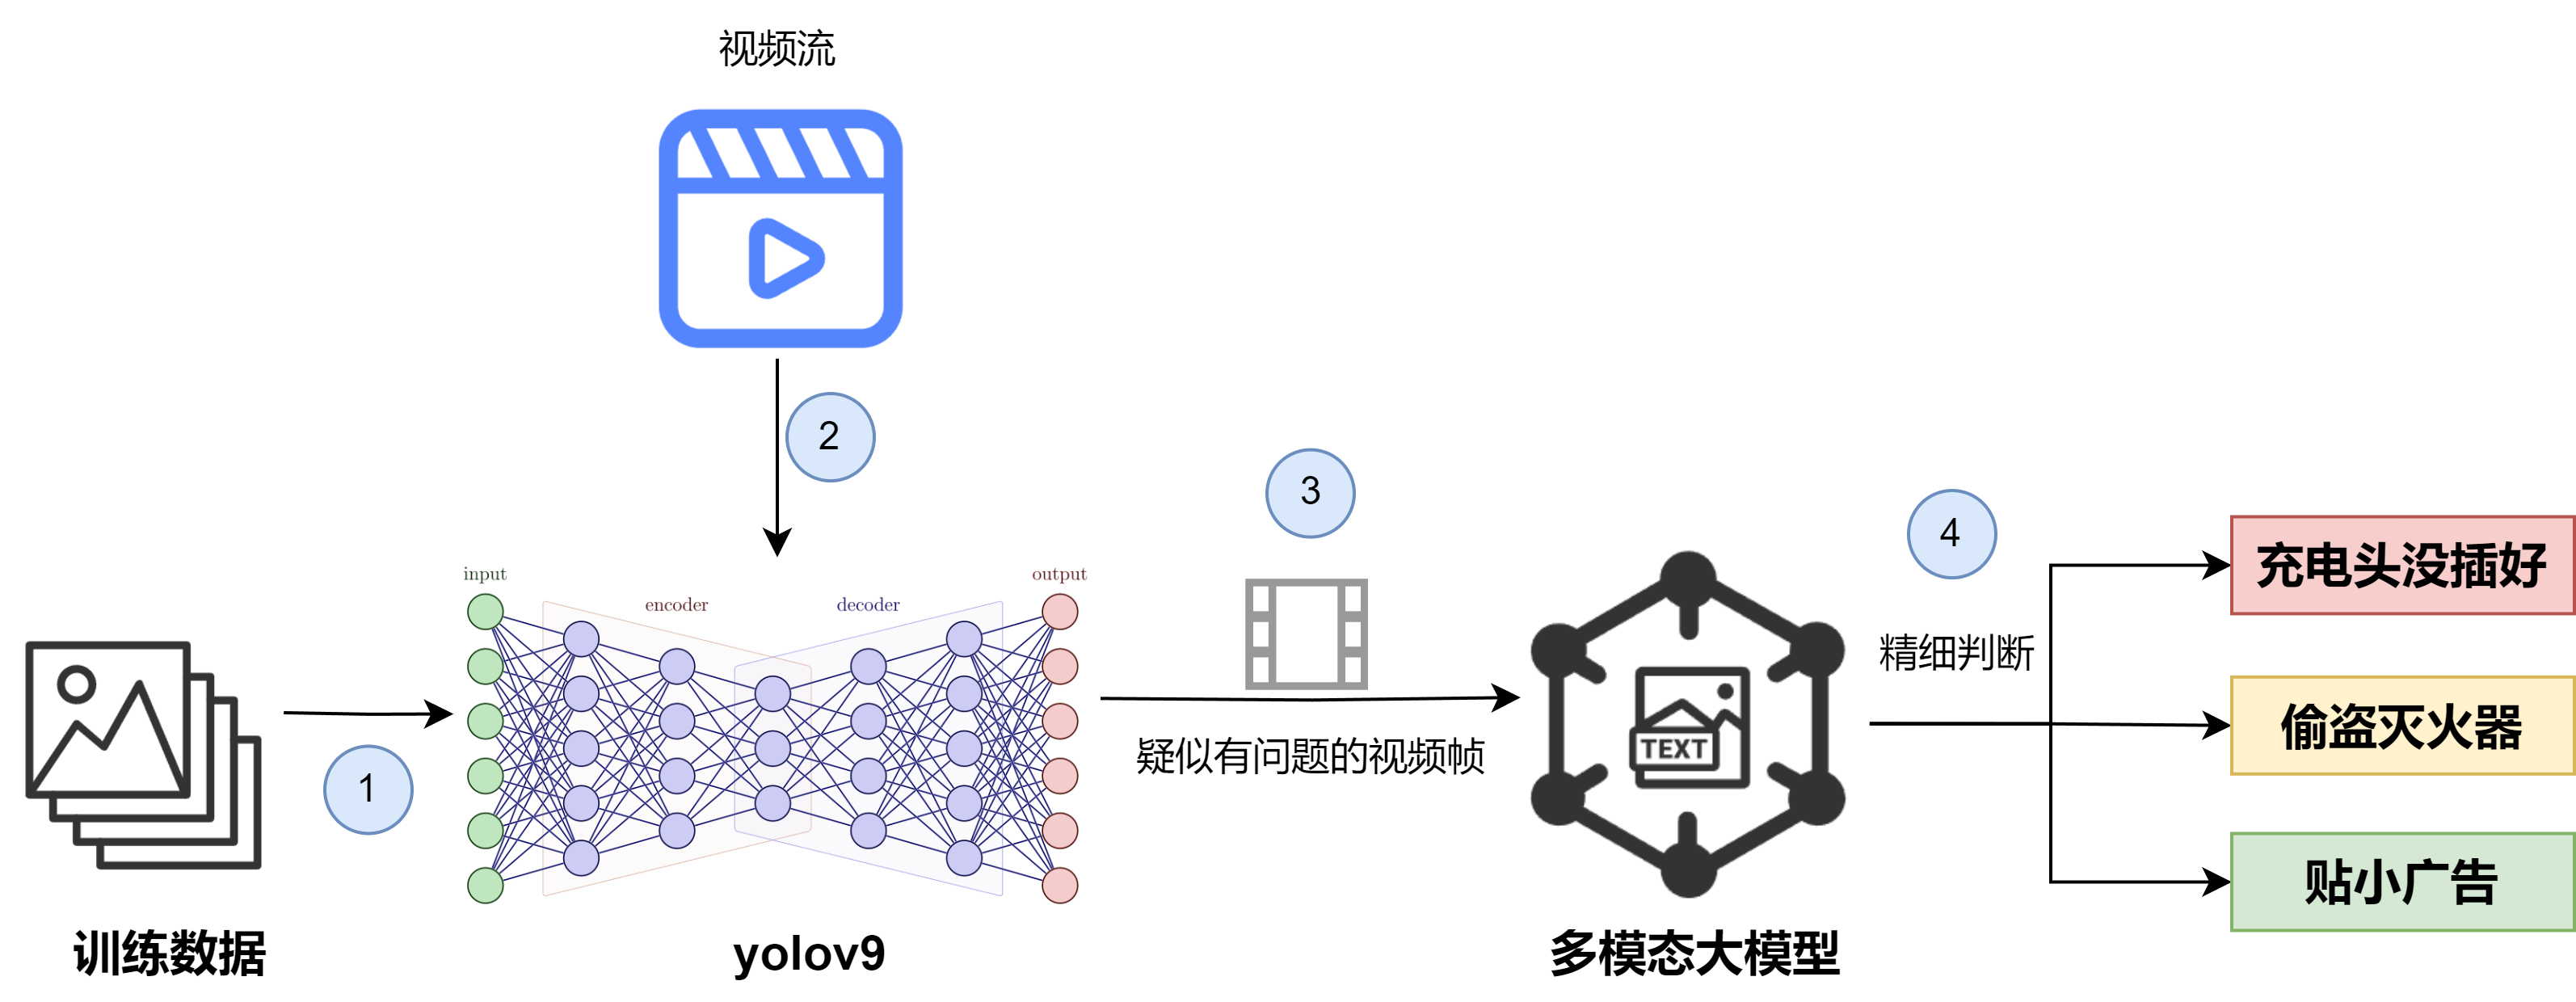 视频流
2
3
4
input
encoder
decoder
output
充电头没插好
精细判断
TEXT
偷盗灭火器
疑似有问题的视频帧
1
贴小广告
训练数据
yolov9
多模态大模型